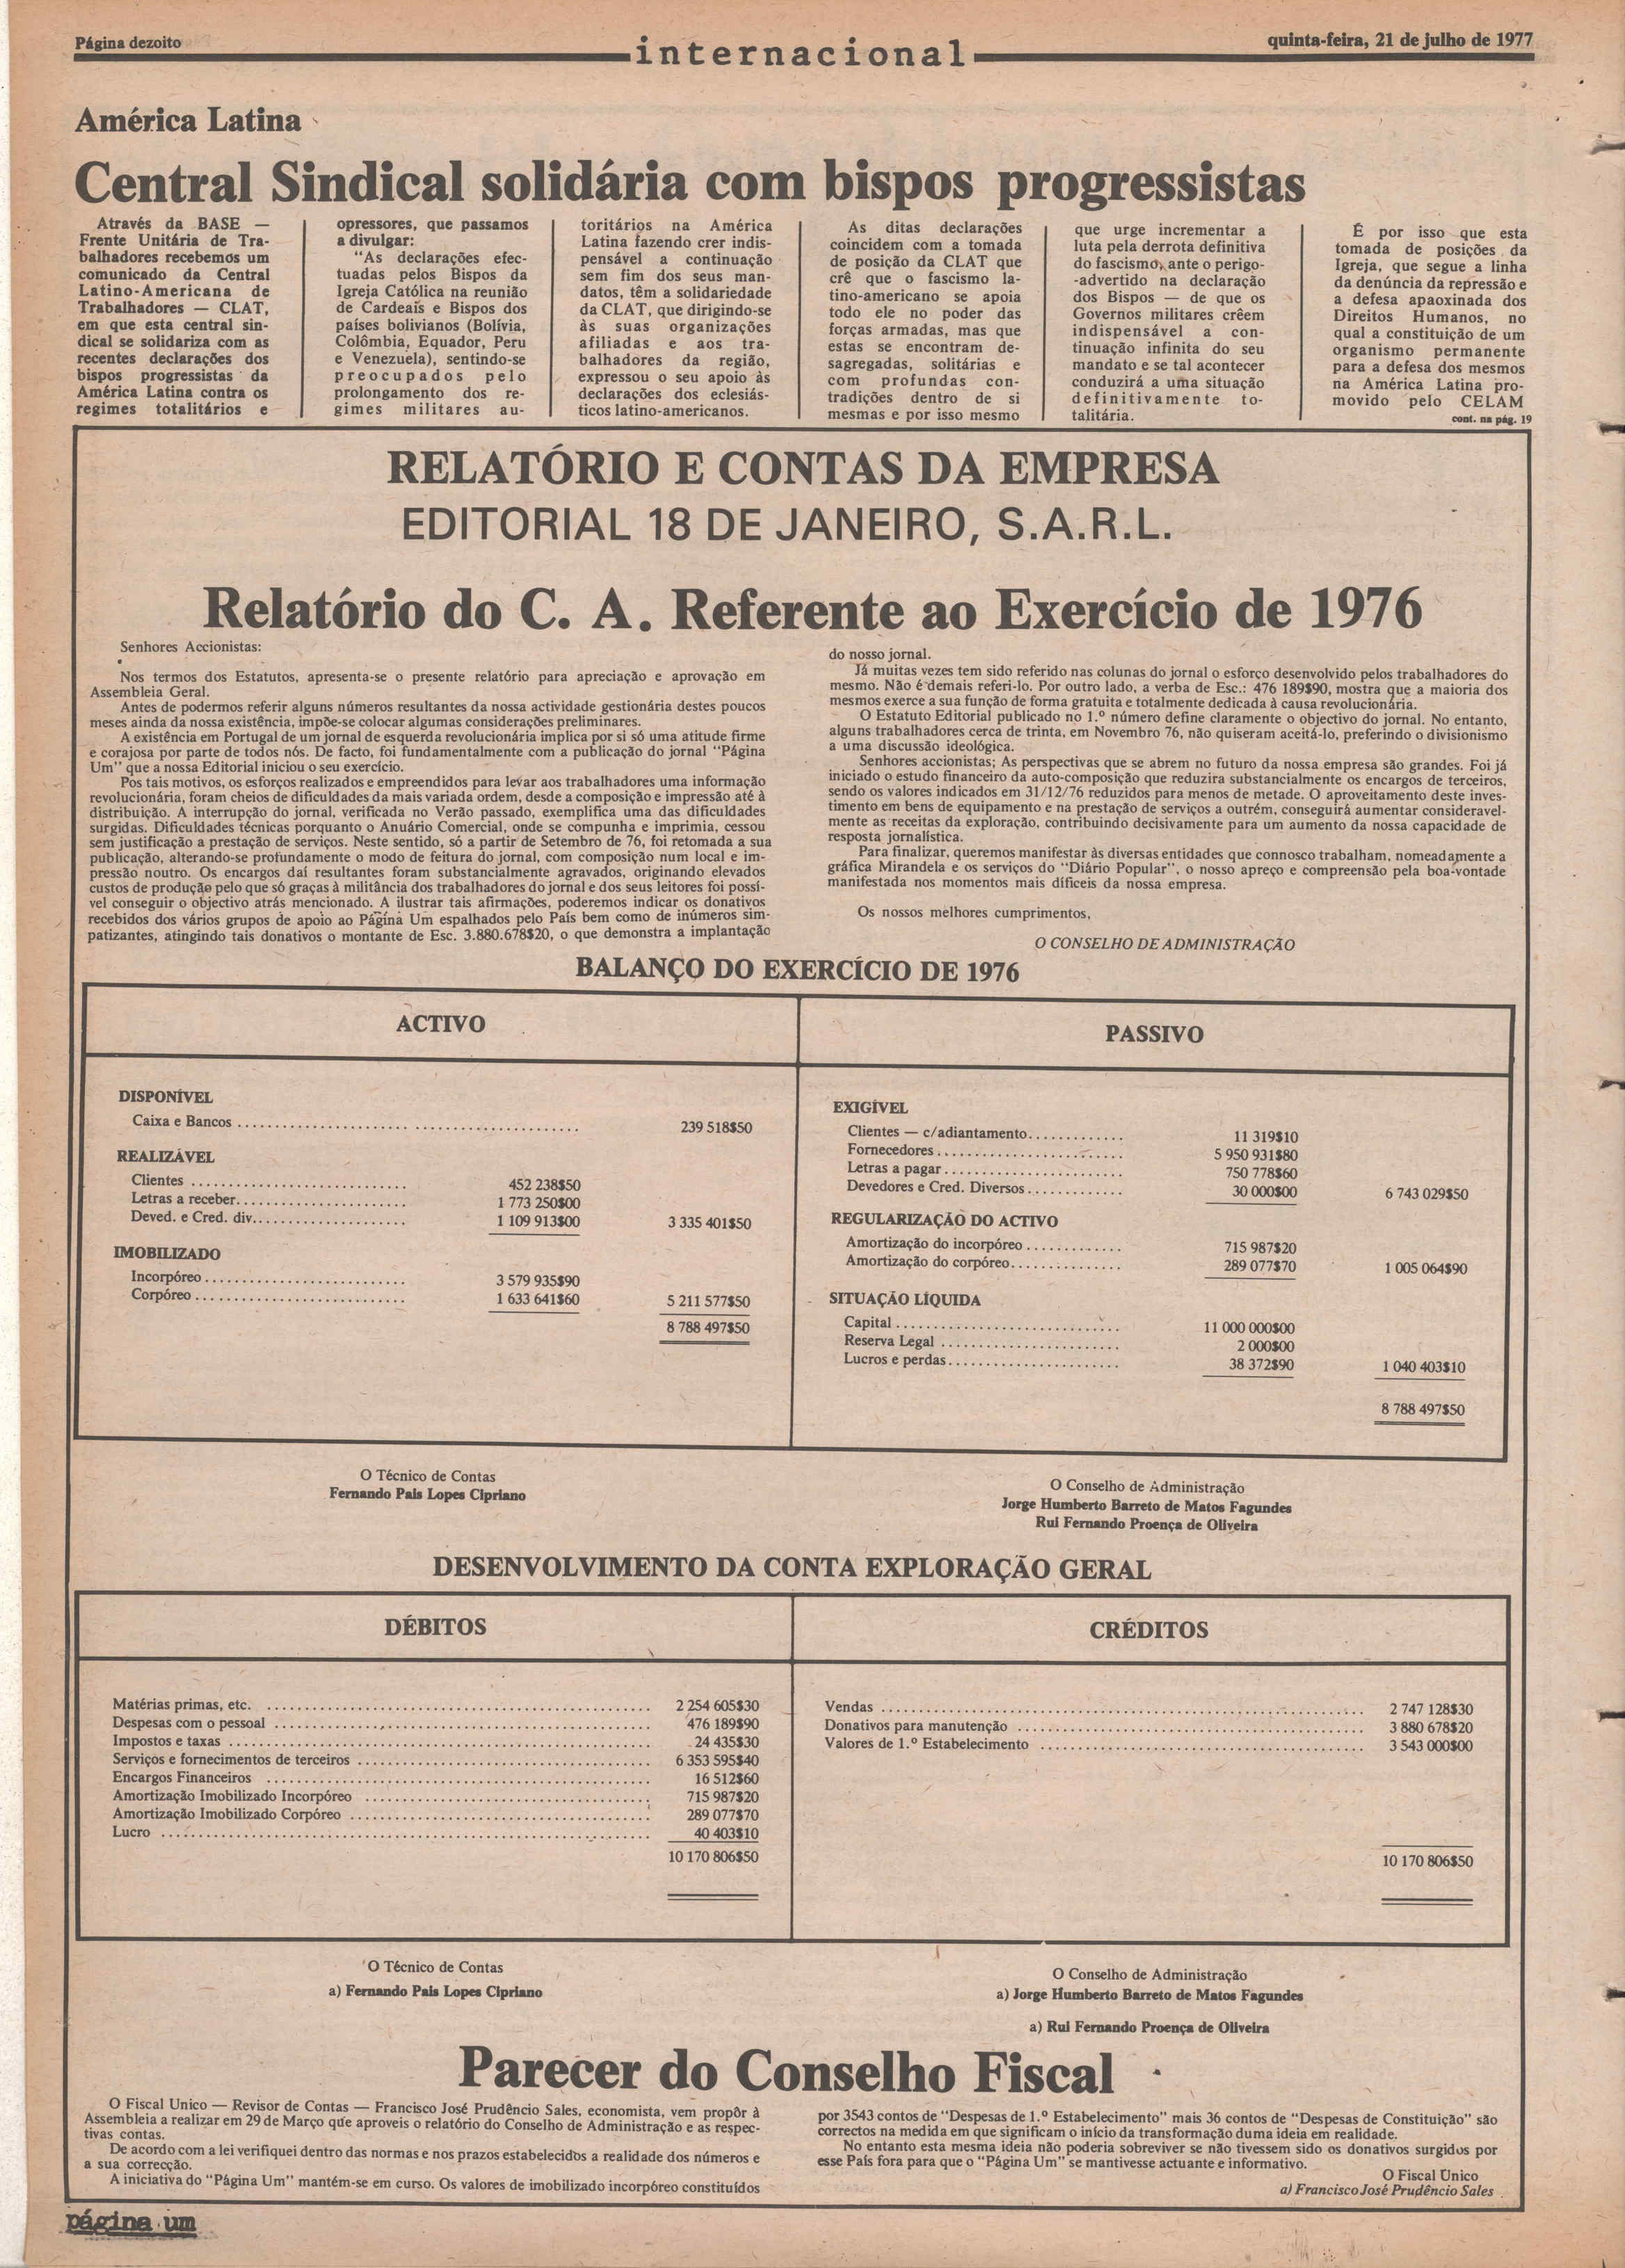 Página dezoito
internacional
quinta-feira, 21 de julho de 1977
América Latina
Central Sindical solidária com bispos progressistas
Através da BASE —
Frente Unitária de Tra-
balhadores recebemos um
comunicado da Central
Latino-Americana de
Trabalhadores — CLAT,
em que esta central sin-
dical se solidariza com as
recentes declarações dos
bispos progressistas da
América Latina contra os
regimes totalitários e
opressores, que passamos
a divulgar:
"As declarações efec-
tuadas pelos Bispos da
Igreja Católica na reunião
de Cardeais e Bispos dos
países bolivianos (Bolívia,
Colômbia, Equador, Peru
e Venezuela), sentindo-se
preocupados pelo
prolongamento dos re-
gimes militares au-
toritários na América
Latina fazendo crer indis-
pensável a continuação
sem fim dos seus man-
datos, têm a solidariedade
da CLAT, que dirigindo-se
às suas organizações
afiliadas e aos tra-
balhadores da região,
expressou o seu apoio às
declarações dos eclesiás-
ticos latino-americanos.
As ditas declarações
coincidem com a tomada
de posição da CLAT que
crê que o fascismo la-
tino-americano se apoia
todo ele no poder das
forças armadas, mas que
estas se encontram de-
sagregadas, solitárias e
com profundas con-
tradições dentro de si
mesmas e por isso mesmo
que urge incrementar a
luta pela derrota definitiva
do fascismo, ante o perigo-
-advertido na declaração
dos Bispos — de que os
Governos militares crêem
indispensável a con-
tinuação infinita do seu
mandato e se tal acontecer
conduzirá a uma situação
definitivamente to-
talitária.
É por isso que esta
tomada de posições da
Igreja, que segue a linha
da denúncia da repressão e
a defesa apaoxinada dos
Direitos Humanos, no
qual a constituição de um
organismo permanente
para a defesa dos mesmos
na América Latina pro-
movido pelo CELAM
cont. na pág. 19
RELATÓRIO E CONTAS DA EMPRESA
EDITORIAL 18 DE JANEIRO, S.A.R.L.
Relatório do C. A. Referente ao Exercício de 1976
Senhores Accionistas:
Nos termos dos Estatutos, apresenta-se o presente relatório para apreciação e aprovação em
Assembleia Geral.
Antes de podermos referir alguns números resultantes da nossa actividade gestionária destes poucos
meses ainda da nossa existência, impõe-se colocar algumas considerações preliminares.
A existência em Portugal de um jornal de esquerda revolucionária implica por si só uma atitude firme
e corajosa por parte de todos nós. De facto, foi fundamentalmente com a publicação do jornal "Página
Um" que a nossa Editorial iniciou o seu exercício.
Pos tais motivos, os esforços realizados e empreendidos para levar aos trabalhadores uma informação
revolucionária, foram cheios de dificuldades da mais variada ordem, desde a composição e impressão até à
distribuição. A interrupção do jornal, verificada no Verão passado, exemplifica uma das dificuldades
surgidas. Dificuldades técnicas porquanto o Anuário Comercial, onde se compunha e imprimia, cessou
sem justificação a prestação de serviços. Neste sentido, só a partir de Setembro de 76, foi retomada a sua
publicação, alterando-se profundamente o modo de feitura do jornal, com composição num local e im-
pressão noutro. Os encargos daí resultantes foram substancialmente agravados, originando elevados
custos de produção pelo que só graças à militância dos trabalhadores do jornal e dos seus leitores foi possí-
vel conseguir o objectivo atrás mencionado. A ilustrar tais afirmações, poderemos indicar os donativos
recebidos dos vários grupos de apoio ao Página Um espalhados pelo País bem como de inúmeros sim-
patizantes, atingindo tais donativos o montante de Esc. 3.880.678$20, o que demonstra a implantação
do nosso jornal.
Já muitas vezes tem sido referido nas colunas do jornal o esforço desenvolvido pelos trabalhadores do
mesmo. Não é demais referi-lo. Por outro lado, a verba de Esc.: 476 189$90, mostra que a maioria dos
mesmos exerce a sua função de forma gratuita e totalmente dedicada à causa revolucionária.
O Estatuto Editorial publicado no 1.º número define claramente o objectivo do jornal. No entanto,
alguns trabalhadores cerca de trinta, em Novembro 76, não quiseram aceitá-lo, preferindo o divisionismo
a uma discussão ideológica.
Senhores accionistas; As perspectivas que se abrem no futuro da nossa empresa são grandes. Foi já
iniciado o estudo financeiro da auto-composição que reduzira substancialmente os encargos de terceiros,
sendo os valores indicados em 31/12/76 reduzidos para menos de metade. O aproveitamento deste inves-
timento em bens de equipamento e na prestação de serviços a outrém, conseguirá aumentar consideravel-
mente as receitas da exploração, contribuindo decisivamente para um aumento da nossa capacidade de
resposta jornalística.
Para finalizar, queremos manifestar às diversas entidades que connosco trabalham, nomeadamente a
gráfica Mirandela e os serviços do "Diário Popular", o nosso apreço e compreensão pela boa-vontade
manifestada nos momentos mais difíceis da nossa empresa.
Os nossos melhores cumprimentos,
O CONSELHO DE ADMINISTRAÇÃO
BALANÇO DO EXERCÍCIO DE 1976
ACTIVO
DISPONÍVEL
Caixa e Bancos 239 518$50
REALIZÁVEL
Clientes 452 238$50
Letras a receber 1 773 250$00
Deved. e Cred. div. 1 109 913$00 3 335 401$50
IMOBILIZADO
Incorpóreo 3 579 935$90
Corpóreo 1 633 641$60 5 211 577$50
8 788 497$50
PASSIVO
EXIGÍVEL
Clientes — c/adiantamento 11 319$10
Fornecedores 5 950 931$80
Letras a pagar 750 778$60
Devedores e Cred. Diversos 30 000$00 6 743 029$50
REGULARIZAÇÃO DO ACTIVO
Amortização do incorpóreo 715 987$20
Amortização do corpóreo 289 077$70 1 005 064$90
SITUAÇÃO LÍQUIDA
Capital 11 000 000$00
Reserva Legal 2 000$00
Lucros e perdas 38 372$90 1 040 403$10
8 788 497$50
O Técnico de Contas
Fernando Pais Lopes Cipriano
O Conselho de Administração
Jorge Humberto Barreto de Matos Fagundes
Rui Fernando Proença de Oliveira
DESENVOLVIMENTO DA CONTA EXPLORAÇÃO GERAL
DÉBITOS
Matérias primas, etc. 2 254 605$30
Despesas com o pessoal 476 189$90
Impostos e taxas 24 435$30
Serviços e fornecimentos de terceiros 6 353 595$40
Encargos Financeiros 16 512$60
Amortização Imobilizado Incorpóreo 715 987$20
Amortização Imobilizado Corpóreo 289 077$70
Lucro 40 403$10
10 170 806$50
CRÉDITOS
Vendas 2 747 128$30
Donativos para manutenção 3 880 678$20
Valores de 1.º Estabelecimento 3 543 000$00
10 170 806$50
O Técnico de Contas
a) Fernando Pais Lopes Cipriano
O Conselho de Administração
a) Jorge Humberto Barreto de Matos Fagundes
a) Rui Fernando Proença de Oliveira
Parecer do Conselho Fiscal
O Fiscal Unico — Revisor de Contas — Francisco José Prudêncio Sales, economista, vem propôr à
Assembleia a realizar em 29 de Março que aproveis o relatório do Conselho de Administração e as respec-
tivas contas.
De acordo com a lei verifiquei dentro das normas e nos prazos estabelecidos a realidade dos números e
a sua correcção.
A iniciativa do "Página Um" mantém-se em curso. Os valores de imobilizado incorpóreo constituídos
por 3543 contos de "Despesas de 1.º Estabelecimento" mais 36 contos de "Despesas de Constituição" são
correctos na medida em que significam o início da transformação duma ideia em realidade.
No entanto esta mesma ideia não poderia sobreviver se não tivessem sido os donativos surgidos por
esse País fora para que o "Página Um" se mantivesse actuante e informativo.
O Fiscal Unico
a) Francisco José Prudêncio Sales
página um